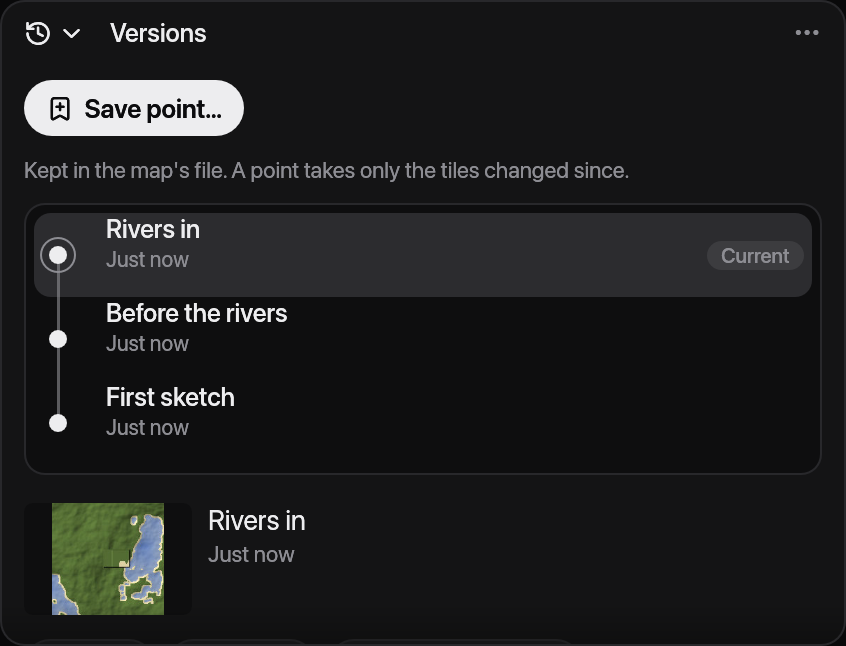 Versions
Save point...
Kept in the map's file. A point takes only the tiles changed since.
Rivers in
Just now
Current
Before the rivers
Just now
First sketch
Just now
Rivers in
Just now